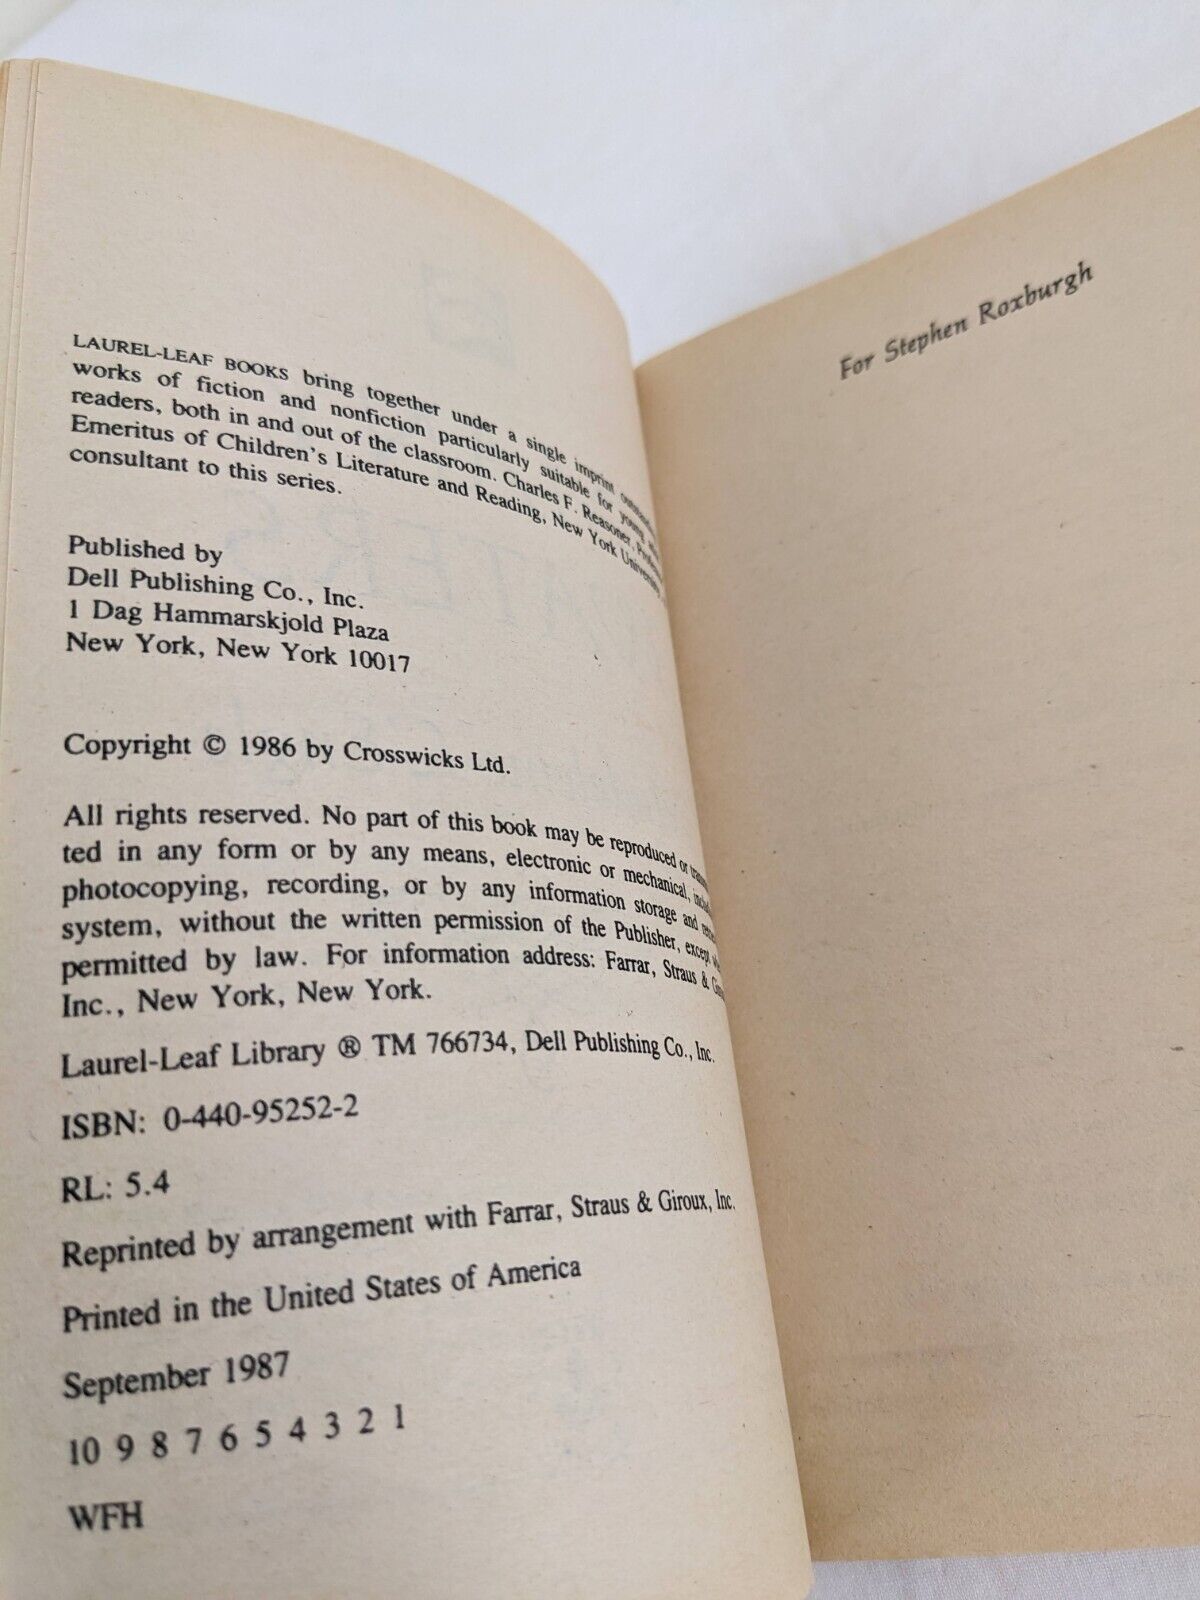 LAUREL-LEAF BOOKS bring together under a single imprint
works of fiction and nonfiction particularly suitable for young
readers, both in and out of the classroom. Charles F. Reasoner,
Emeritus of Children's Literature and Reading, New York
consultant to this series.
Published by
Dell Publishing Co., Inc.
1 Dag Hammarskjold Plaza
New York, New York 10017
Copyright © 1986 by Crosswicks Ltd.
All rights reserved. No part of this book may be reproduced or
ted in any form or by any means, electronic or mechanical,
photocopying, recording, or by any information storage and
system, without the written permission of the Publisher, except
permitted by law. For information address: Farrar, Straus &
Inc., New York, New York.
Laurel-Leaf Library ® TM 766734, Dell Publishing Co., Inc.
ISBN: 0-440-95252-2
RL: 5.4
Reprinted by arrangement with Farrar, Straus & Giroux, Inc.
Printed in the United States of America
September 1987
10 9 8 7 6 5 4 3 2 1
WFH
For Stephen Roxburgh